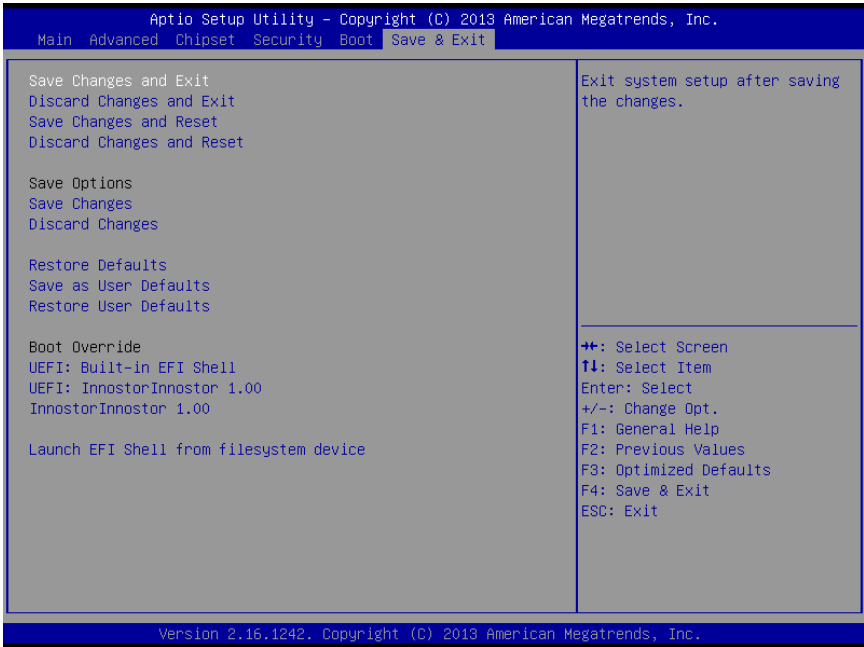 Aptio Setup Utility – Copyright (C) 2013 American Megatrends, Inc.
Main Advanced Chipset Security Boot Save & Exit
Save Changes and Exit
Discard Changes and Exit
Save Changes and Reset
Discard Changes and Reset
Save Options
Save Changes
Discard Changes
Restore Defaults
Save as User Defaults
Restore User Defaults
Boot Override
UEFI: Built-in EFI Shell
UEFI: InnostorInnostor 1.00
InnostorInnostor 1.00
Launch EFI Shell from filesystem device
Exit system setup after saving
the changes.
→←: Select Screen
↑↓: Select Item
Enter: Select
+/-: Change Opt.
F1: General Help
F2: Previous Values
F3: Optimized Defaults
F4: Save & Exit
ESC: Exit
Version 2.16.1242. Copyright (C) 2013 American Megatrends, Inc.